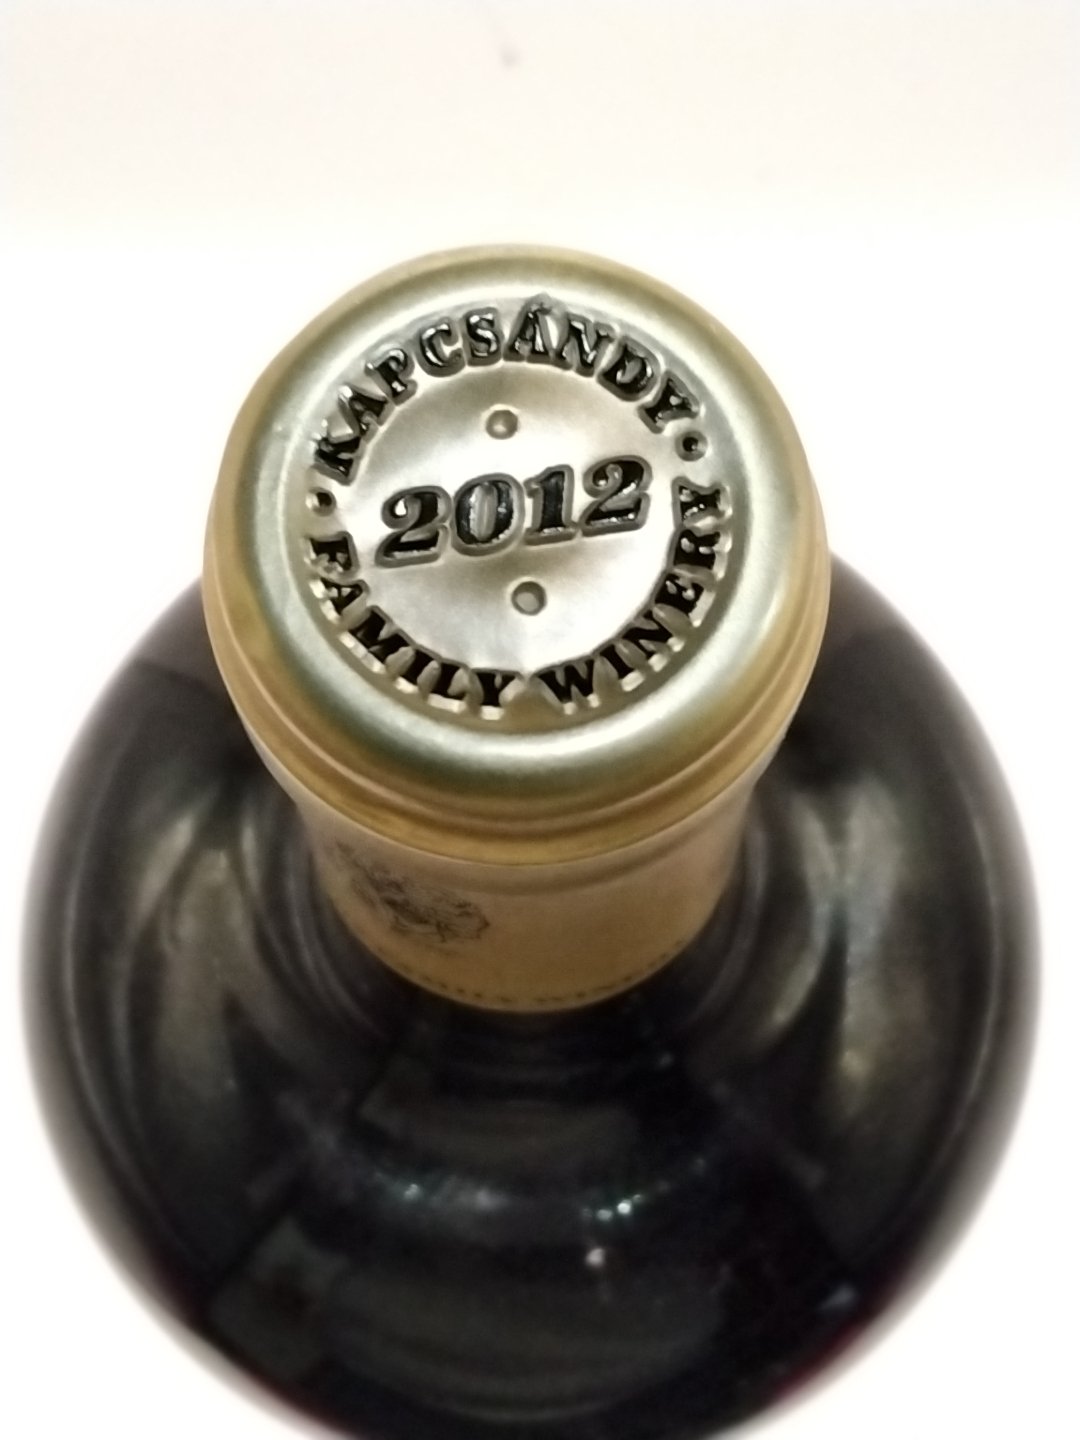 KAPCSÁNDY
2012
FAMILY WINERY